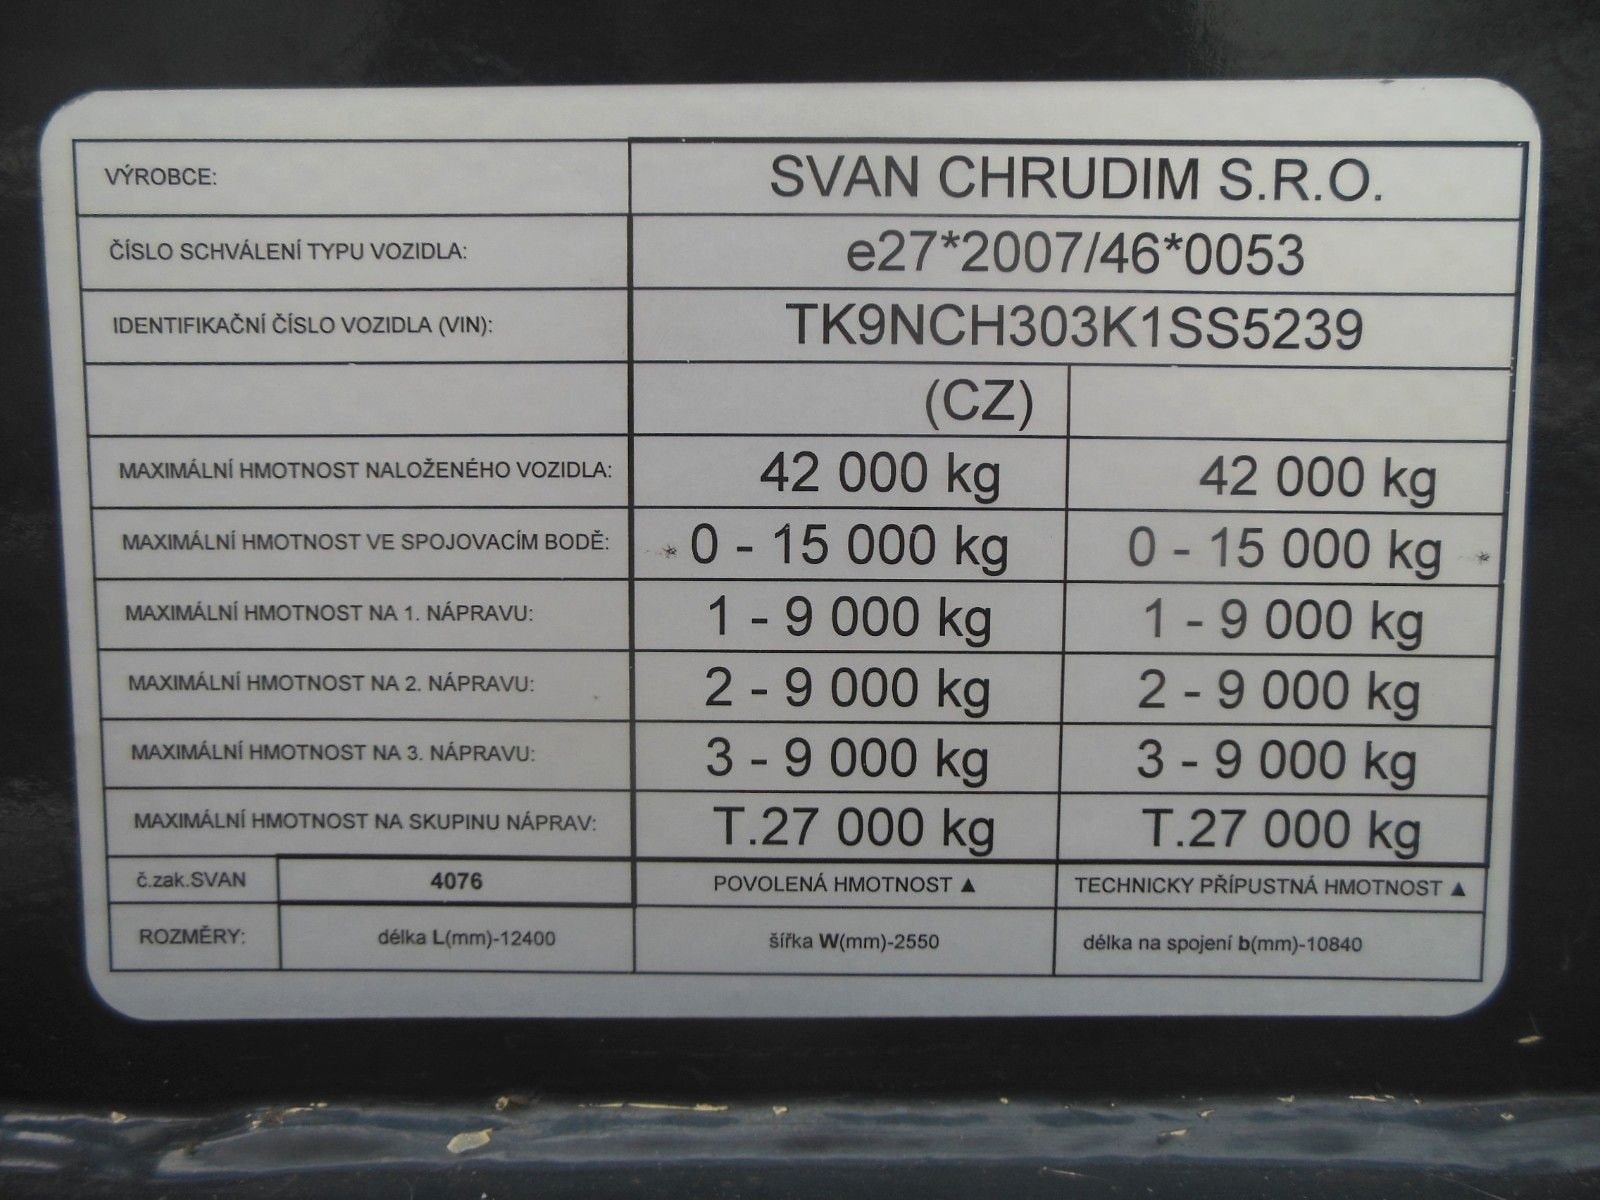 VÝROBCE: SVAN CHRUDIM S.R.O.
ČÍSLO SCHVÁLENÍ TYPU VOZIDLA: e27*2007/46*0053
IDENTIFIKAČNÍ ČÍSLO VOZIDLA (VIN): TK9NCH303K1SS5239
(CZ)
MAXIMÁLNÍ HMOTNOST NALOŽENÉHO VOZIDLA: 42 000 kg 42 000 kg
MAXIMÁLNÍ HMOTNOST VE SPOJOVACÍM BODĚ: * 0 - 15 000 kg 0 - 15 000 kg *
MAXIMÁLNÍ HMOTNOST NA 1. NÁPRAVU: 1 - 9 000 kg 1 - 9 000 kg
MAXIMÁLNÍ HMOTNOST NA 2. NÁPRAVU: 2 - 9 000 kg 2 - 9 000 kg
MAXIMÁLNÍ HMOTNOST NA 3. NÁPRAVU: 3 - 9 000 kg 3 - 9 000 kg
MAXIMÁLNÍ HMOTNOST NA SKUPINU NÁPRAV: T.27 000 kg T.27 000 kg
č.zak.SVAN 4076 POVOLENÁ HMOTNOST ▲ TECHNICKY PŘÍPUSTNÁ HMOTNOST ▲
ROZMĚRY: délka L(mm)-12400 šířka W(mm)-2550 délka na spojení b(mm)-10840